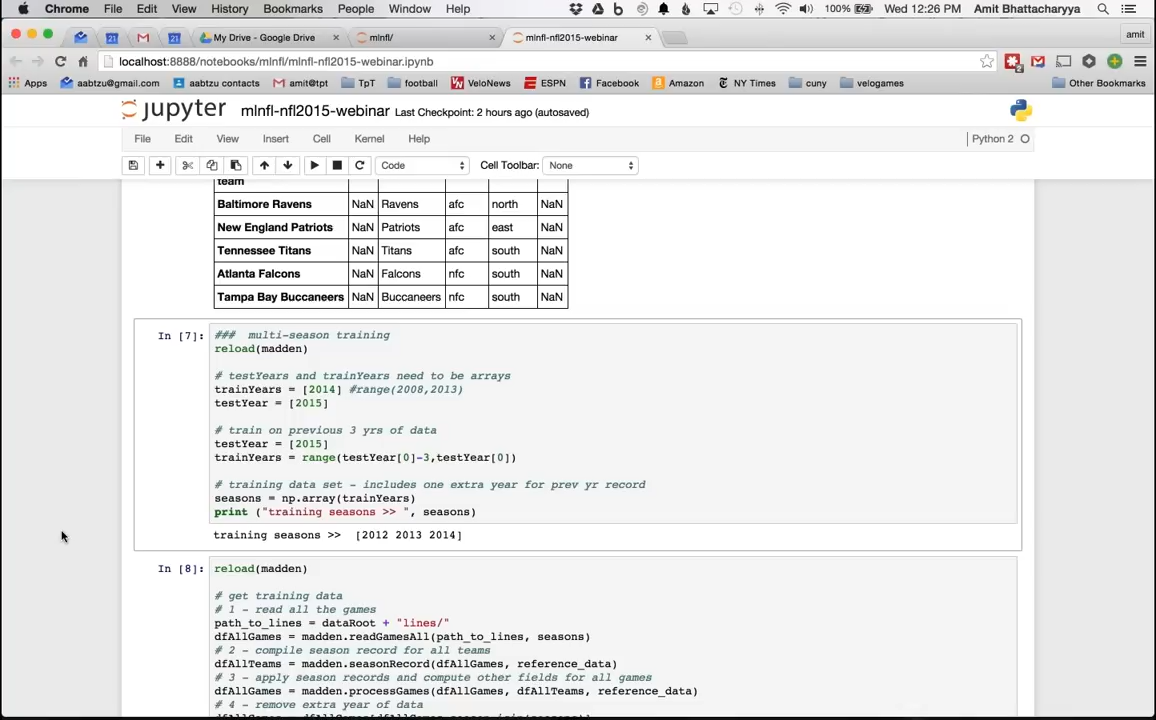 Chrome File Edit View History Bookmarks People Window Help 100% Wed 12:26 PM Amit Bhattacharyya
21 21 My Drive - Google Drive mlnfl/ mlnfl-nfl2015-webinar amit
localhost:8888/notebooks/mlnfl/mlnfl-nfl2015-webinar.ipynb
Apps aabtzu@gmail.com aabtzu contacts amit@tpt TpT football VeloNews ESPN Facebook Amazon NY Times cuny velogames Other Bookmarks
jupyter mlnfl-nfl2015-webinar Last Checkpoint: 2 hours ago (autosaved)
File Edit View Insert Cell Kernel Help Python 2
Code Cell Toolbar: None
team
Baltimore Ravens NaN Ravens afc north NaN
New England Patriots NaN Patriots afc east NaN
Tennessee Titans NaN Titans afc south NaN
Atlanta Falcons NaN Falcons nfc south NaN
Tampa Bay Buccaneers NaN Buccaneers nfc south NaN
In [7]: ### multi-season training
reload(madden)
# testYears and trainYears need to be arrays
trainYears = [2014] #range(2008,2013)
testYear = [2015]
# train on previous 3 yrs of data
testYear = [2015]
trainYears = range(testYear[0]-3,testYear[0])
# training data set - includes one extra year for prev yr record
seasons = np.array(trainYears)
print ("training seasons >> ", seasons)
training seasons >> [2012 2013 2014]
In [8]: reload(madden)
# get training data
# 1 - read all the games
path_to_lines = dataRoot + "lines/"
dfAllGames = madden.readGamesAll(path_to_lines, seasons)
# 2 - compile season record for all teams
dfAllTeams = madden.seasonRecord(dfAllGames, reference_data)
# 3 - apply season records and compute other fields for all games
dfAllGames = madden.processGames(dfAllGames, dfAllTeams, reference_data)
# 4 - remove extra year of data